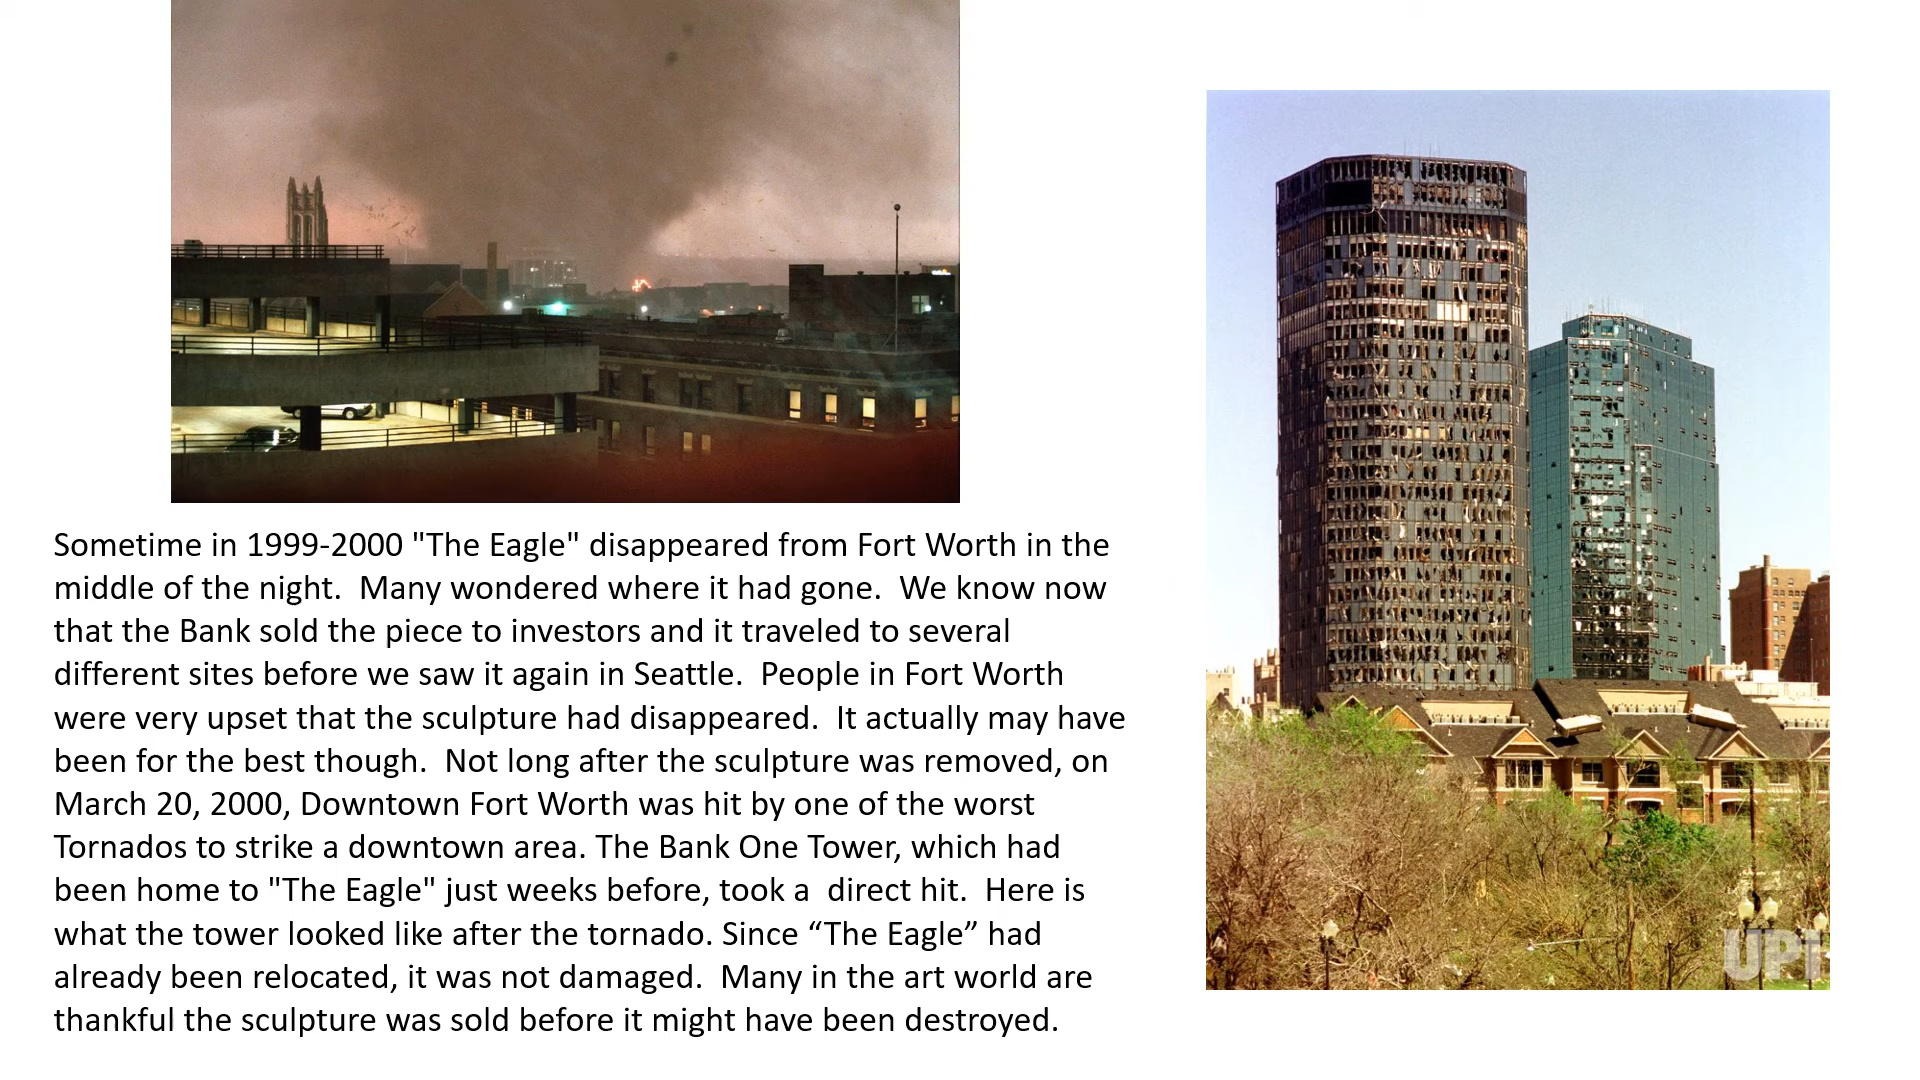 Sometime in 1999-2000 "The Eagle" disappeared from Fort Worth in the
middle of the night.  Many wondered where it had gone.  We know now
that the Bank sold the piece to investors and it traveled to several
different sites before we saw it again in Seattle.  People in Fort Worth
were very upset that the sculpture had disappeared.  It actually may have
been for the best though.  Not long after the sculpture was removed, on
March 20, 2000, Downtown Fort Worth was hit by one of the worst
Tornados to strike a downtown area. The Bank One Tower, which had
been home to "The Eagle" just weeks before, took a  direct hit.  Here is
what the tower looked like after the tornado. Since “The Eagle” had
already been relocated, it was not damaged.  Many in the art world are
thankful the sculpture was sold before it might have been destroyed.
UPI